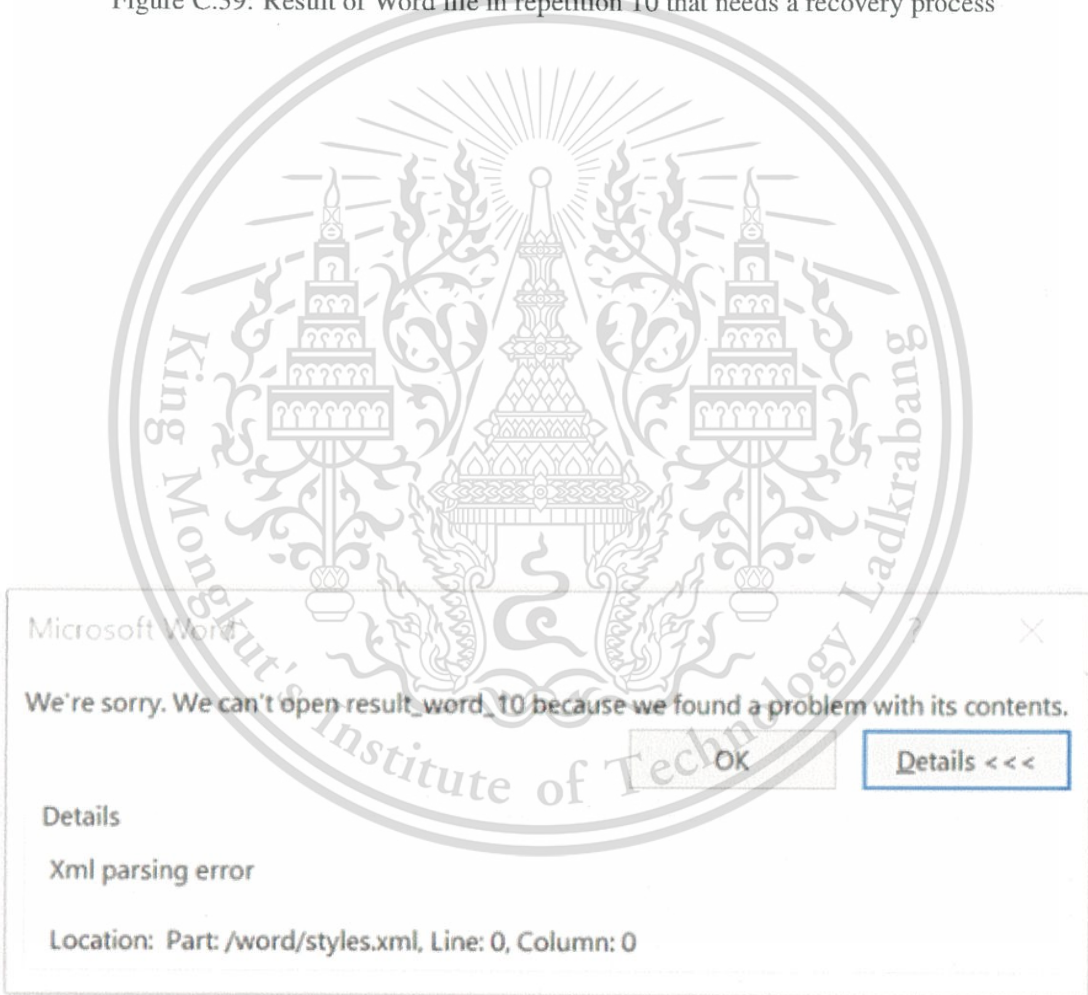 Figure C.39: Result of Word file in repetition 10 that needs a recovery process
King Mongkut's Institute of Technology Ladkrabang
Microsoft Word ? ×
We're sorry. We can't open result_word_10 because we found a problem with its contents.
OK Details <<<
Details
Xml parsing error
Location: Part: /word/styles.xml, Line: 0, Column: 0